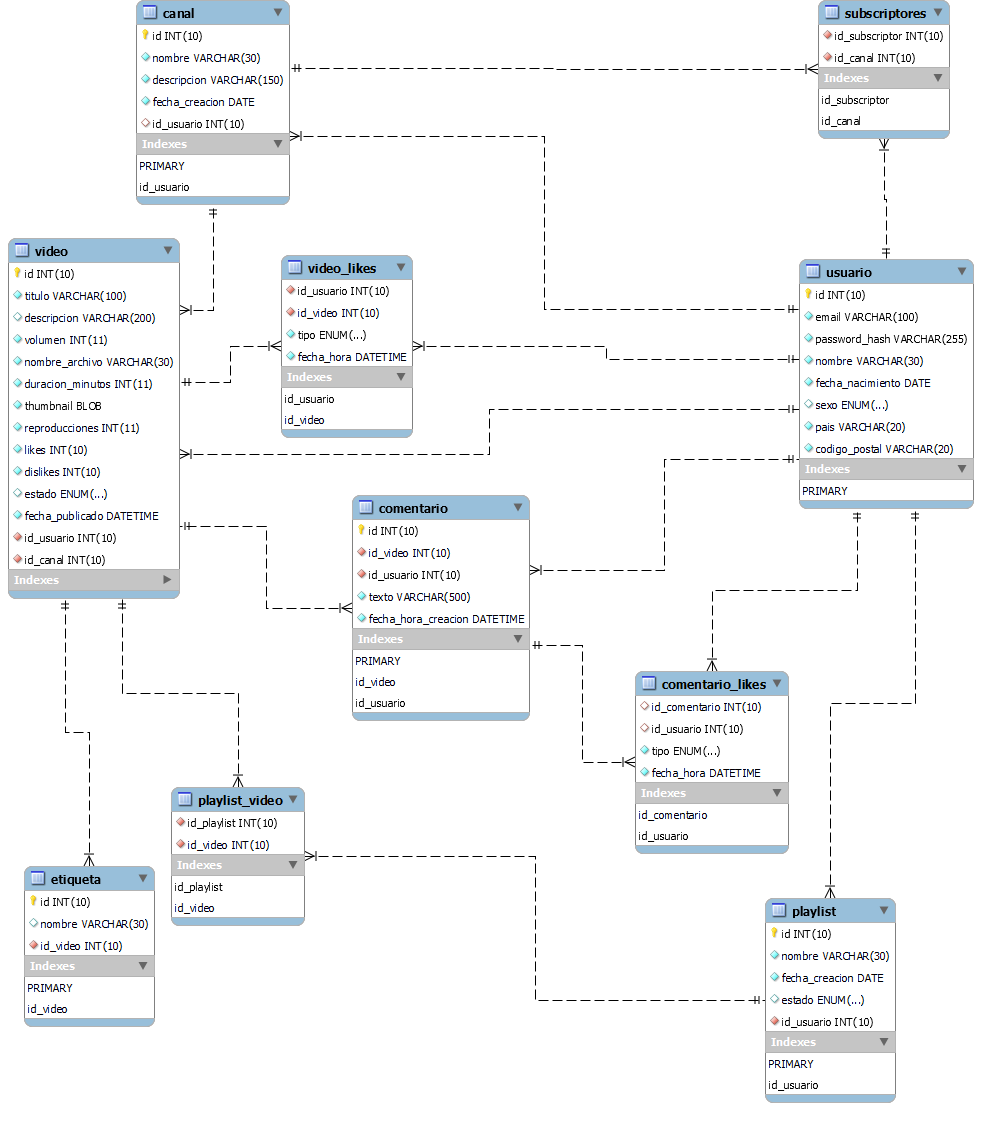 canal
id INT(10)
nombre VARCHAR(30)
descripcion VARCHAR(150)
fecha_creacion DATE
id_usuario INT(10)
Indexes
PRIMARY
id_usuario
subscriptores
id_subscriptor INT(10)
id_canal INT(10)
Indexes
id_subscriptor
id_canal
video
id INT(10)
titulo VARCHAR(100)
descripcion VARCHAR(200)
volumen INT(11)
nombre_archivo VARCHAR(30)
duracion_minutos INT(11)
thumbnail BLOB
reproducciones INT(11)
likes INT(10)
dislikes INT(10)
estado ENUM(...)
fecha_publicado DATETIME
id_usuario INT(10)
id_canal INT(10)
Indexes
video_likes
id_usuario INT(10)
id_video INT(10)
tipo ENUM(...)
fecha_hora DATETIME
Indexes
id_usuario
id_video
usuario
id INT(10)
email VARCHAR(100)
password_hash VARCHAR(255)
nombre VARCHAR(30)
fecha_nacimiento DATE
sexo ENUM(...)
pais VARCHAR(20)
codigo_postal VARCHAR(20)
Indexes
PRIMARY
comentario
id INT(10)
id_video INT(10)
id_usuario INT(10)
texto VARCHAR(500)
fecha_hora_creacion DATETIME
Indexes
PRIMARY
id_video
id_usuario
comentario_likes
id_comentario INT(10)
id_usuario INT(10)
tipo ENUM(...)
fecha_hora DATETIME
Indexes
id_comentario
id_usuario
playlist_video
id_playlist INT(10)
id_video INT(10)
Indexes
id_playlist
id_video
etiqueta
id INT(10)
nombre VARCHAR(30)
id_video INT(10)
Indexes
PRIMARY
id_video
playlist
id INT(10)
nombre VARCHAR(30)
fecha_creacion DATE
estado ENUM(...)
id_usuario INT(10)
Indexes
PRIMARY
id_usuario